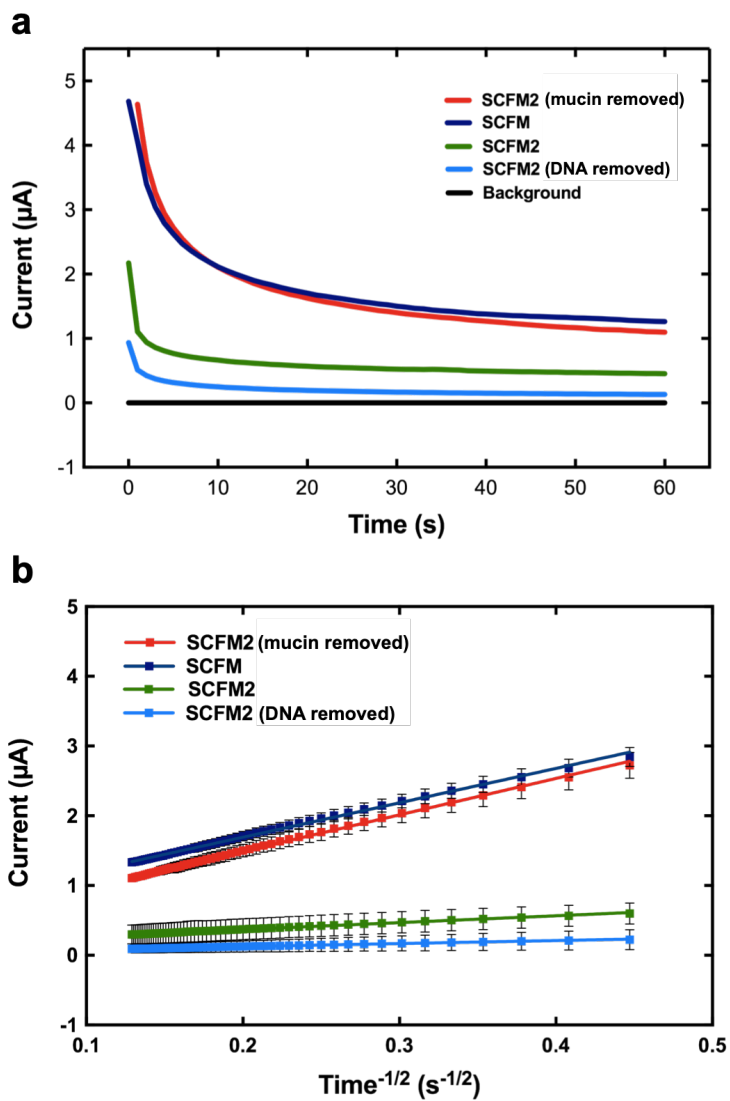 a
Current (µA)
5
4
3
2
1
0
-1
SCFM2 (mucin removed)
SCFM
SCFM2
SCFM2 (DNA removed)
Background
0 10 20 30 40 50 60
Time (s)
b
Current (µA)
5
4
3
2
1
0
-1
SCFM2 (mucin removed)
SCFM
SCFM2
SCFM2 (DNA removed)
0.1 0.2 0.3 0.4 0.5
Time-1/2 (s-1/2)